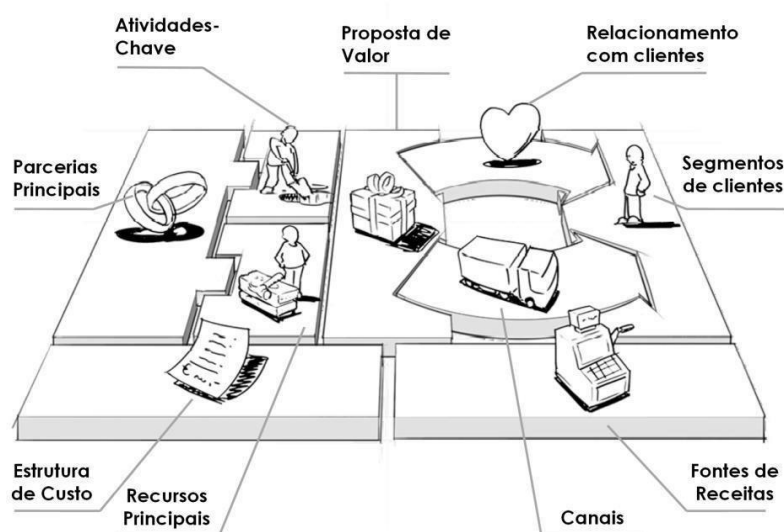 Atividades-
Chave
Proposta de
Valor
Relacionamento
com clientes
Parcerias
Principais
Segmentos
de clientes
Estrutura
de Custo
Recursos
Principais
Canais
Fontes de
Receitas